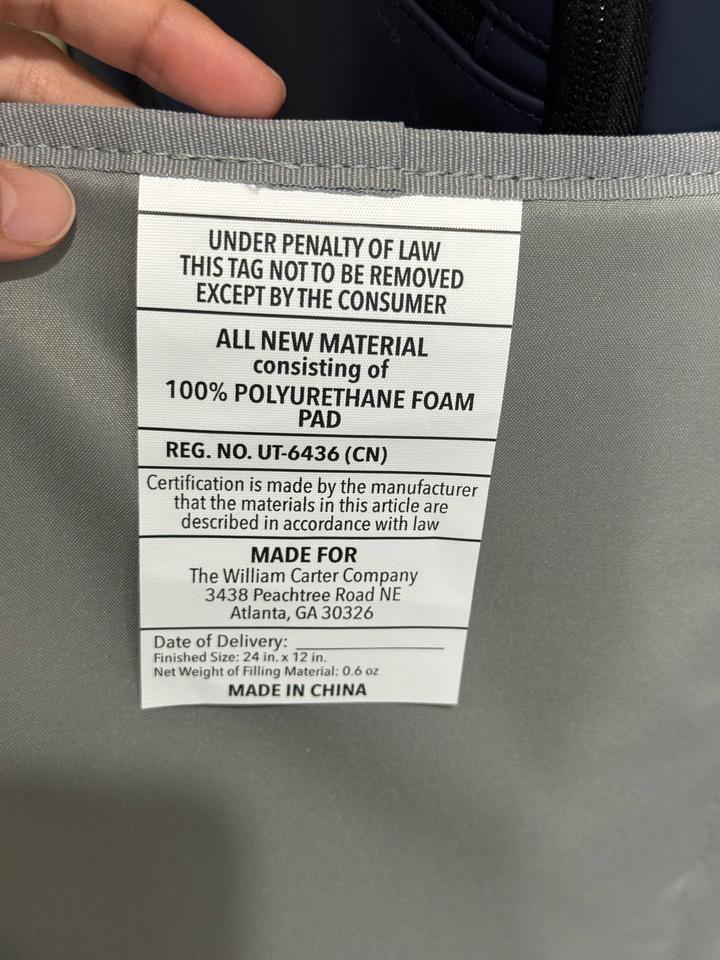 UNDER PENALTY OF LAW
THIS TAG NOT TO BE REMOVED
EXCEPT BY THE CONSUMER
ALL NEW MATERIAL
consisting of
100% POLYURETHANE FOAM
PAD
REG. NO. UT-6436 (CN)
Certification is made by the manufacturer
that the materials in this article are
described in accordance with law
MADE FOR
The William Carter Company
3438 Peachtree Road NE
Atlanta, GA 30326
Date of Delivery: ________________
Finished Size: 24 in. x 12 in.
Net Weight of Filling Material: 0.6 oz
MADE IN CHINA